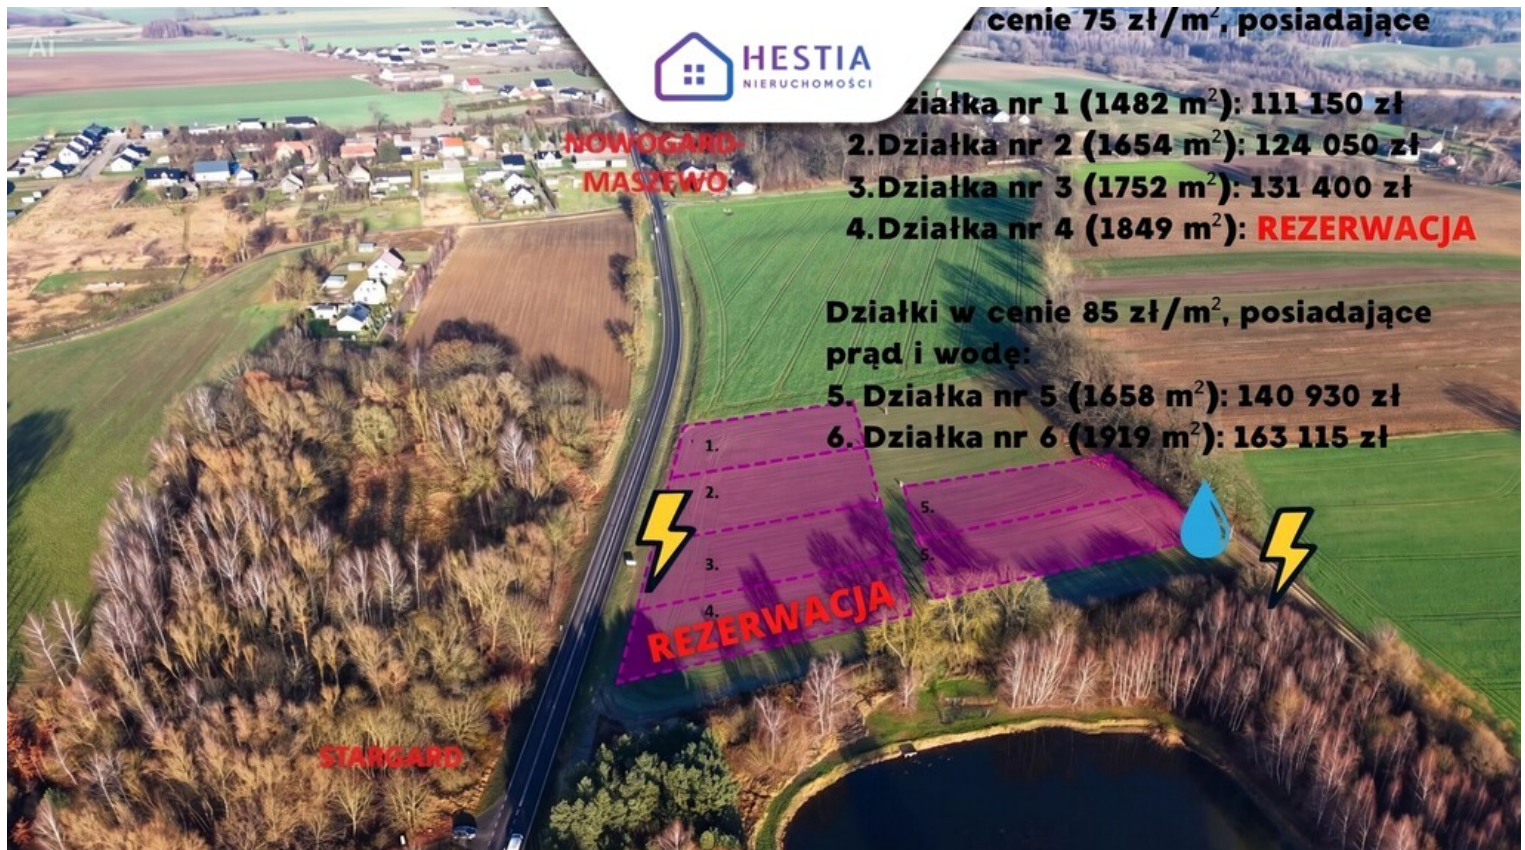 Ai
HESTIA
NIERUCHOMOŚCI
cenie 75 zł/m², posiadające
działka nr 1 (1482 m²): 111 150 zł
2.Działka nr 2 (1654 m²): 124 050 zł
3.Działka nr 3 (1752 m²): 131 400 zł
4.Działka nr 4 (1849 m²): REZERWACJA
Działki w cenie 85 zł/m², posiadające
prąd i wodę:
5. Działka nr 5 (1658 m²): 140 930 zł
6. Działka nr 6 (1919 m²): 163 115 zł
NOWOGARD-
MASZEWO
1.
2.
3.
4.
REZERWACJA
5.
5.
STARGARD